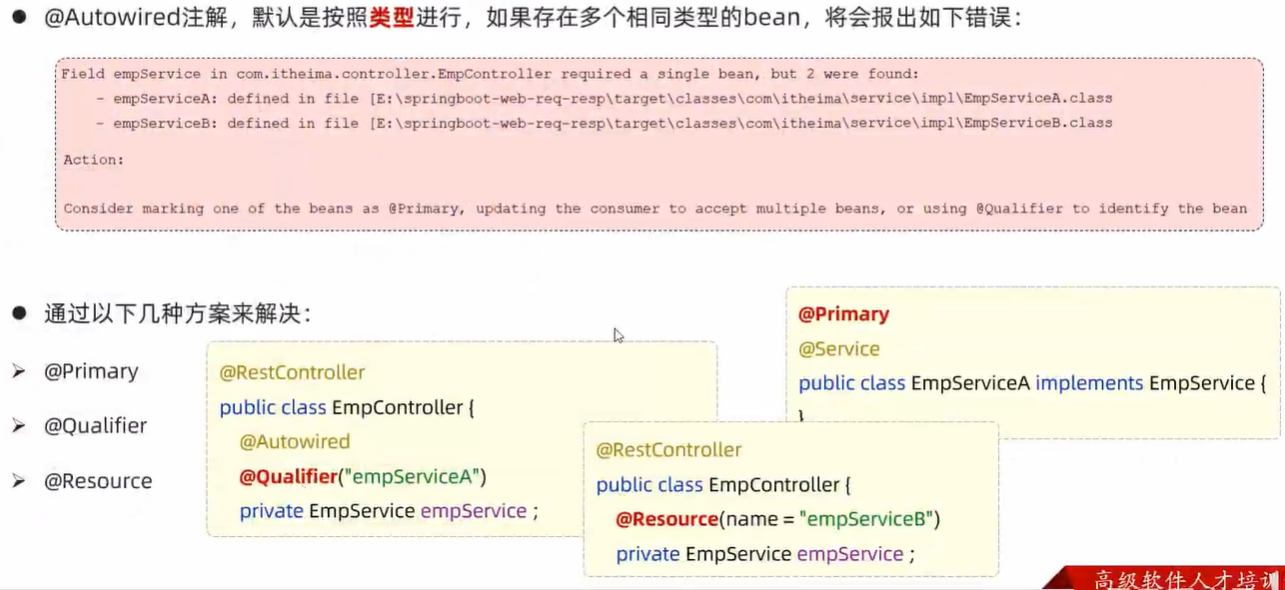 @Autowired注解，默认是按照类型进行，如果存在多个相同类型的bean，将会报出如下错误：
Field empService in com.itheima.controller.EmpController required a single bean, but 2 were found:
- empServiceA: defined in file [E:\springboot-web-req-resp\target\classes\com\itheima\service\impl\EmpServiceA.class
- empServiceB: defined in file [E:\springboot-web-req-resp\target\classes\com\itheima\service\impl\EmpServiceB.class
Action:
Consider marking one of the beans as @Primary, updating the consumer to accept multiple beans, or using @Qualifier to identify the bean
通过以下几种方案来解决：
@Primary
@Qualifier
@Resource
@RestController
public class EmpController {
@Autowired
@Qualifier("empServiceA")
private EmpService empService ;
@RestController
public class EmpController {
@Resource(name = "empServiceB")
private EmpService empService ;
@Primary
@Service
public class EmpServiceA implements EmpService {
}
高级软件人才培训